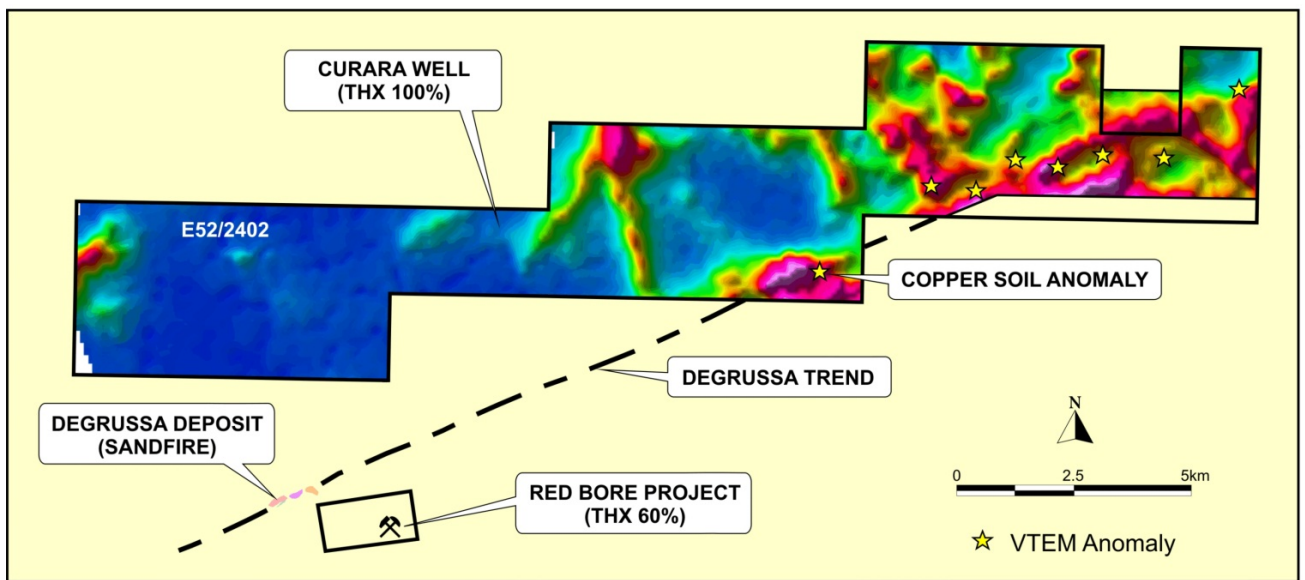 CURARA WELL
(THX 100%)
E52/2402
COPPER SOIL ANOMALY
DEGRUSSA TREND
DEGRUSSA DEPOSIT
(SANDFIRE)
RED BORE PROJECT
(THX 60%)
N
0 2.5 5km
VTEM Anomaly